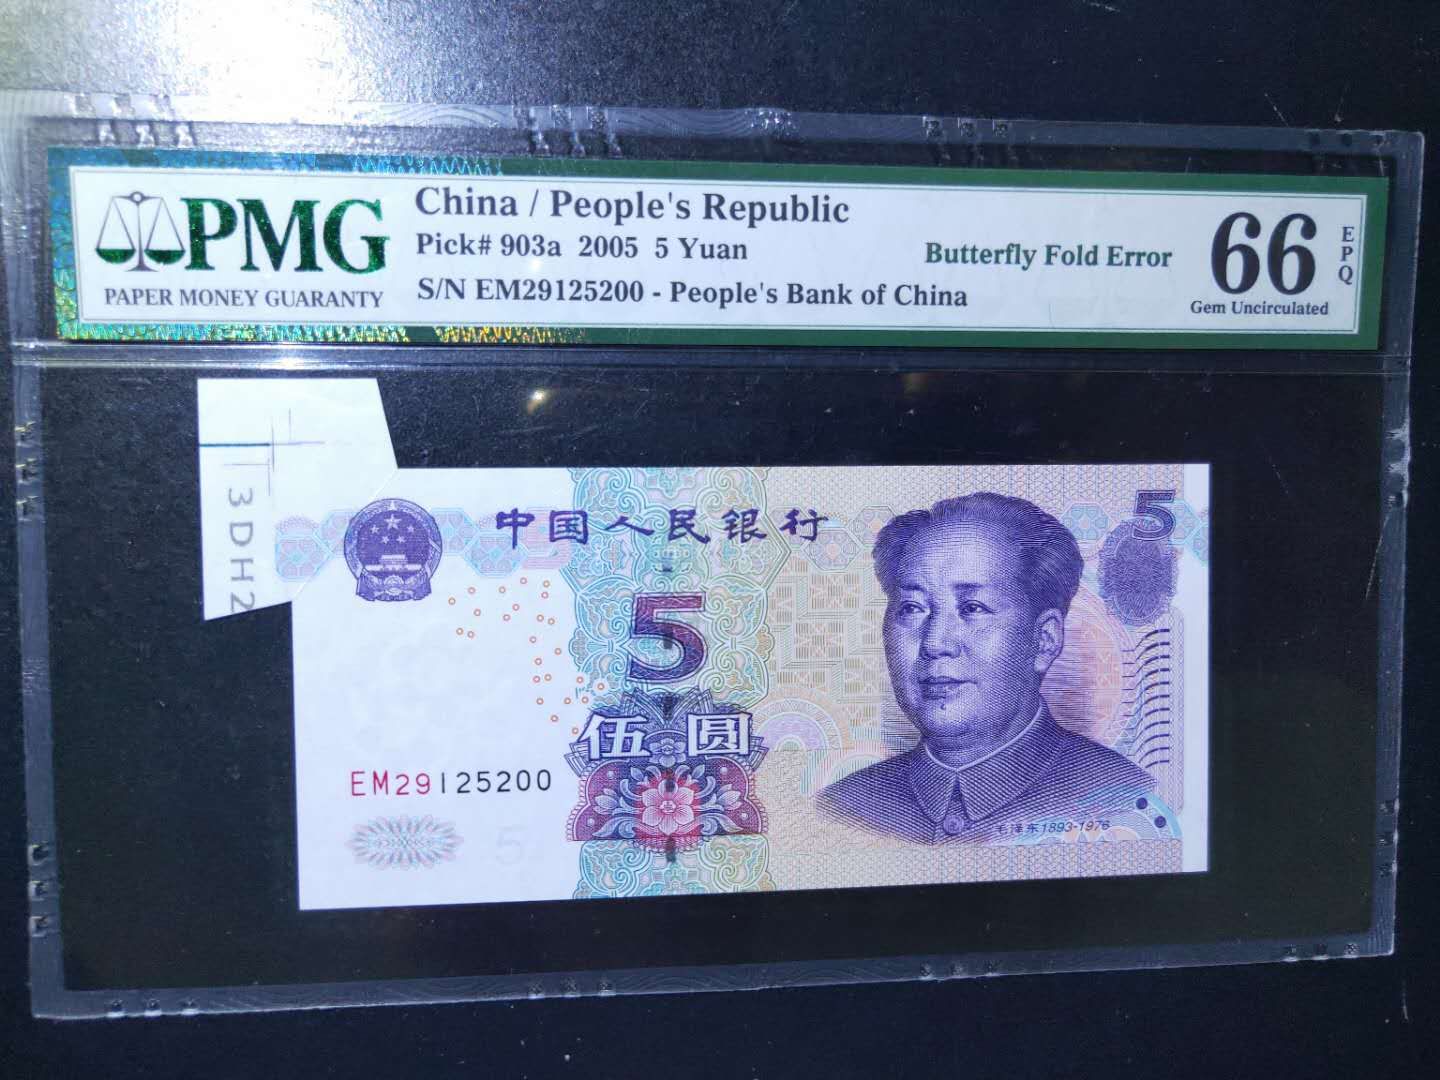 PMG
PAPER MONEY GUARANTY
China / People's Republic
Pick# 903a 2005 5 Yuan
S/N EM29125200 - People's Bank of China
Butterfly Fold Error
66
EPQ
Gem Uncirculated
3DH2
中国人民银行
5
5
伍圆
EM29125200
5
毛泽东1893-1976